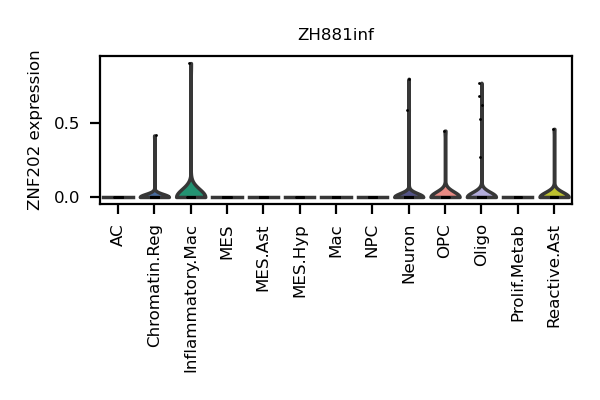 ZH881inf
ZNF202 expression
0.5
0.0
AC
Chromatin.Reg
Inflammatory.Mac
MES
MES.Ast
MES.Hyp
Mac
NPC
Neuron
OPC
Oligo
Prolif.Metab
Reactive.Ast